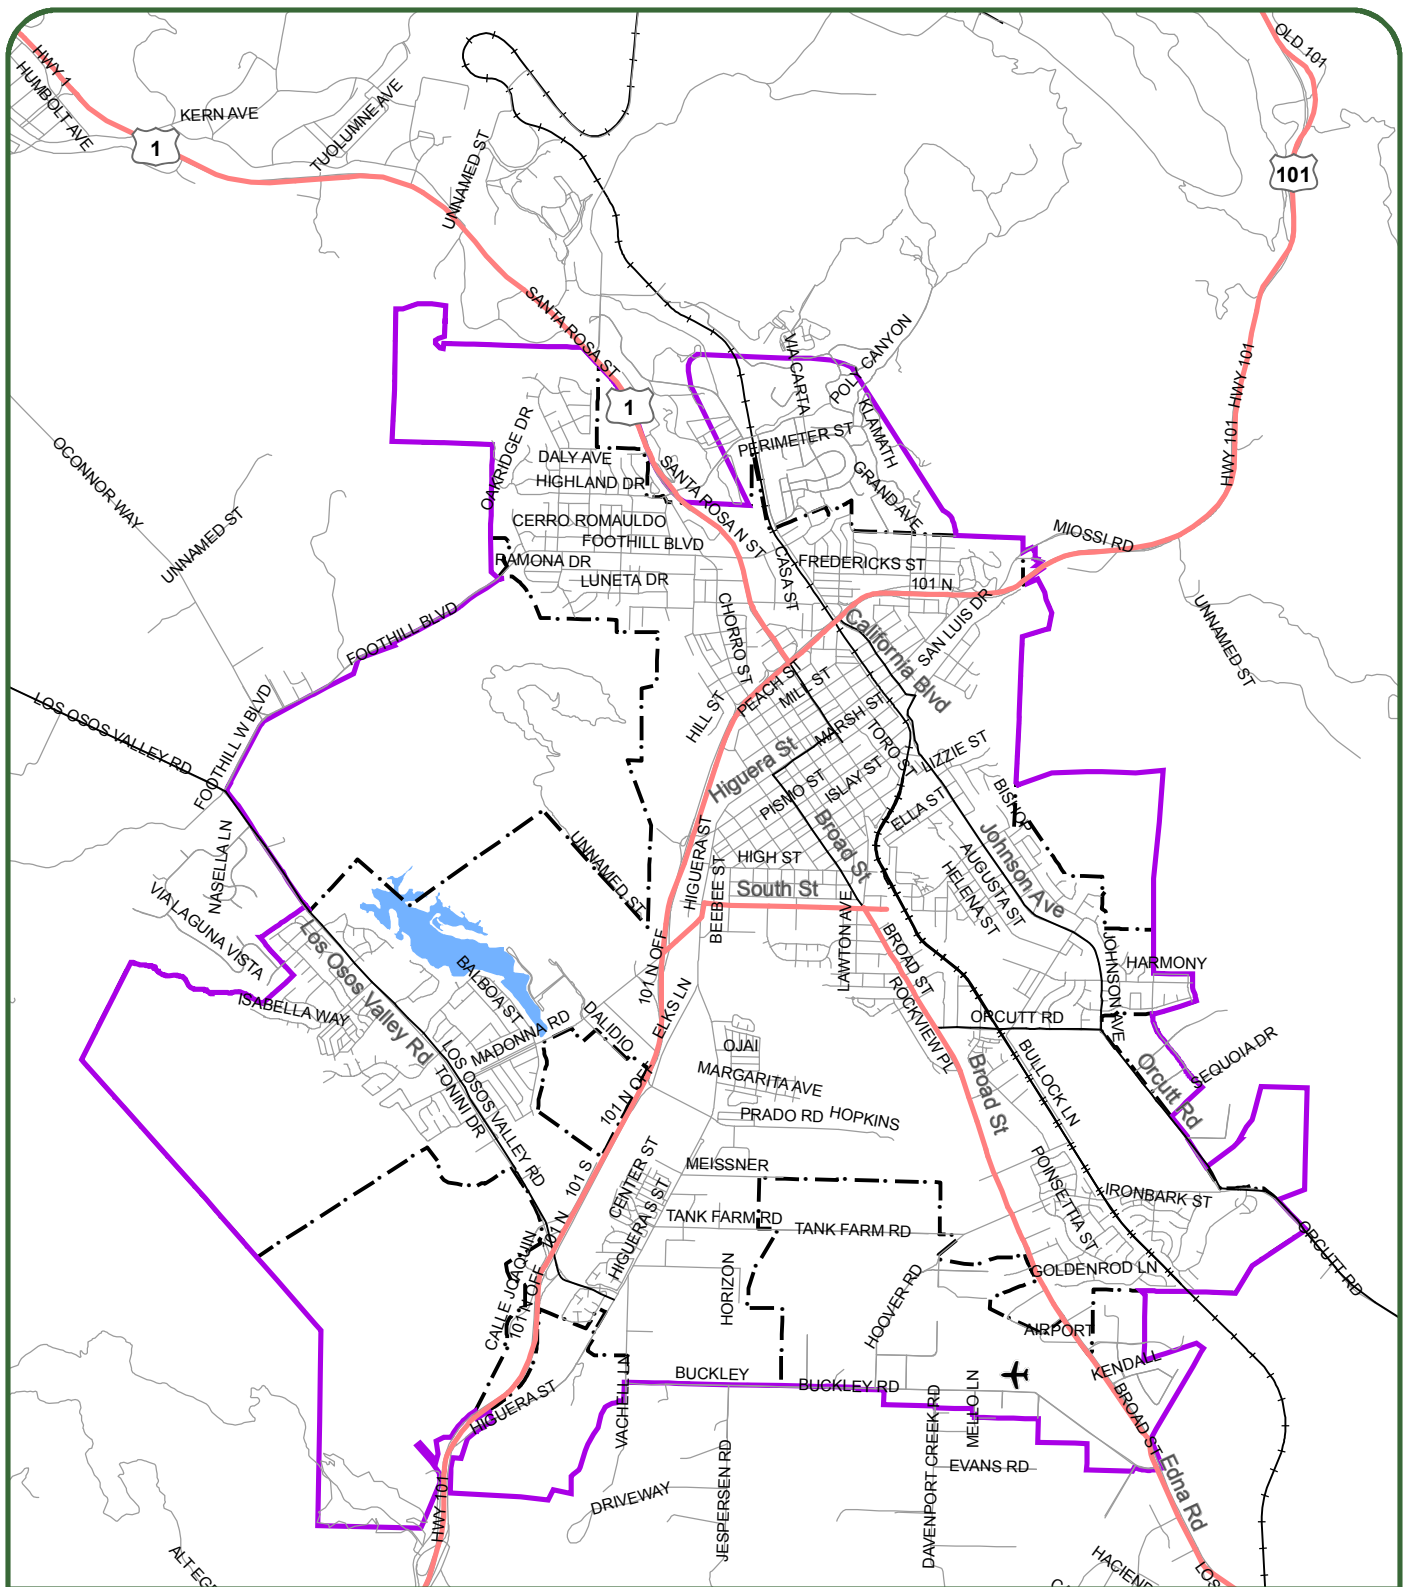 HWY 1
OLD 101
HUMBOLT AVE
KERN AVE
TUOLUMNE AVE
1
UNNAMED ST
101
SANTA ROSA ST
VIA CARTA
POLY CANYON
HWY 101
1
KLAMATH
OAKRIDGE DR
PERIMETER ST
DALY AVE
HIGHLAND DR
SANTA ROSA N ST
GRAND AVE
HWY 101
OCONNOR WAY
UNNAMED ST
CERRO ROMAULDO
FOOTHILL BLVD
MIOSSI RD
RAMONA DR
LUNETA DR
CASA ST
FREDERICKS ST
101 N
CHORRO ST
SAN LUIS DR
California Blvd
UNNAMED ST
FOOTHILL BLVD
LOS OSOS VALLEY RD
FOOTHILL W BLVD
HILL ST
PEACH ST
MILL ST
MARSH ST
TORO ST
LIZZIE ST
Higuera St
PISMO ST
ISLAY ST
ELLA ST
BISHOP
Broad St
Johnson Ave
NASELLA LN
UNNAMED ST
HIGUERA ST
BEEBEE ST
HIGH ST
South St
AUGUSTA ST
HELENA ST
VIA LAGUNA VISTA
LAWTON AVE
BROAD ST
ROCKVIEW PL
JOHNSON AVE
HARMONY
Los Osos Valley Rd
ISABELLA WAY
BALBOA ST
101 N OFF
ELKS LN
DALIDIO
MADONNA RD
ORCUTT RD
SEQUOIA DR
Orcutt Rd
OJAI
MARGARITA AVE
PRADO RD
HOPKINS
Broad St
BULLOCK LN
LOS OSOS VALLEY RD
TONINI DR
101 N OFF
101 S
CENTER ST
MEISSNER
HIGUERA S ST
TANK FARM RD
TANK FARM RD
POINSETTIA ST
IRONBARK ST
ORCUTT RD
101 N
CALLE JOAQUIN
101 N OFF
HORIZON
HOOVER RD
GOLDENROD LN
AIRPORT
KENDALL
BROAD ST
BUCKLEY
BUCKLEY RD
HIGUERA ST
VACHELL LN
DAVENPORT CREEK RD
MELLO LN
EVANS RD
Edna Rd
HWY 101
DRIVEWAY
JESPERSEN RD